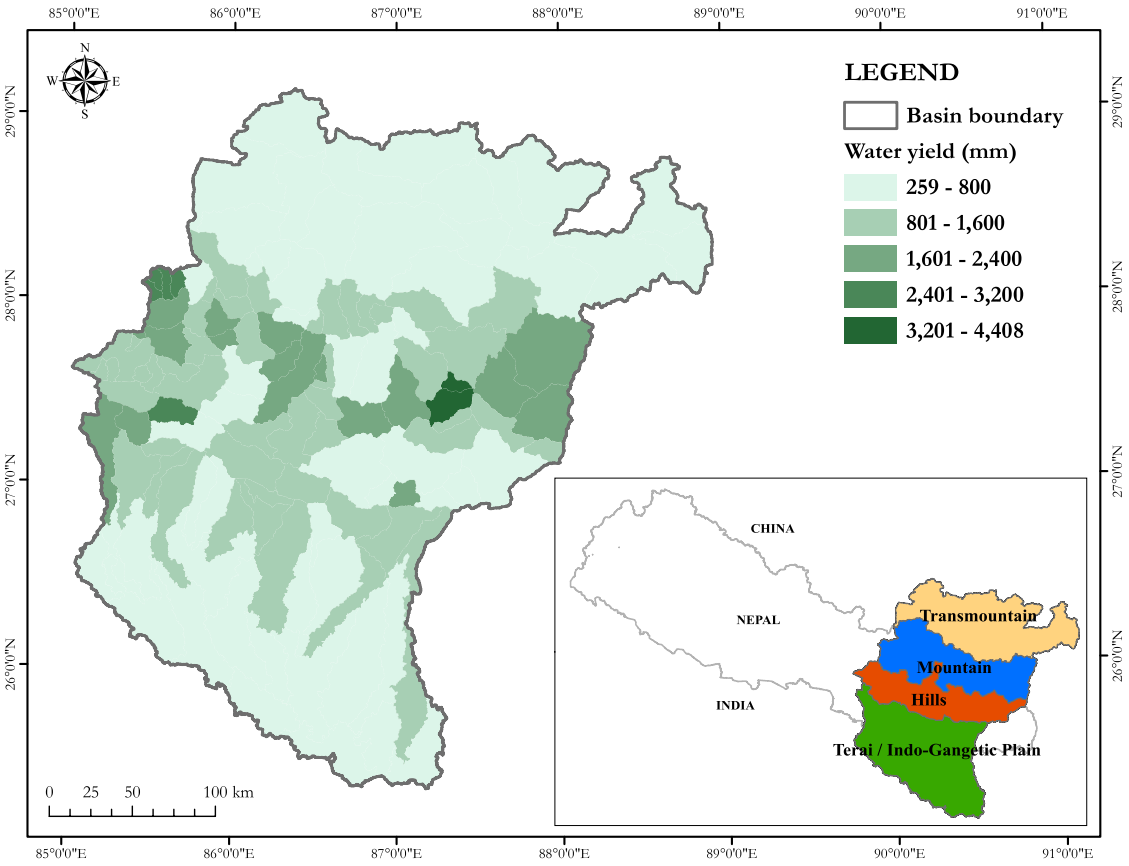 85°0'0"E 86°0'0"E 87°0'0"E 88°0'0"E 89°0'0"E 90°0'0"E 91°0'0"E
N
W E
S
29°0'0"N
28°0'0"N
27°0'0"N
26°0'0"N
LEGEND
Basin boundary
Water yield (mm)
259 - 800
801 - 1,600
1,601 - 2,400
2,401 - 3,200
3,201 - 4,408
29°0'0"N
28°0'0"N
27°0'0"N
26°0'0"N
CHINA
NEPAL
INDIA
Transmountain
Mountain
Hills
Terai / Indo-Gangetic Plain
0 25 50 100 km
85°0'0"E 86°0'0"E 87°0'0"E 88°0'0"E 89°0'0"E 90°0'0"E 91°0'0"E